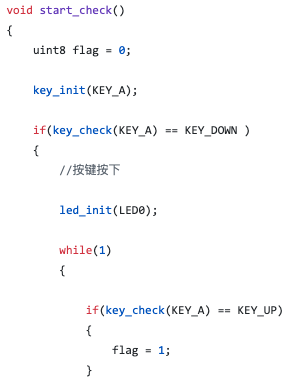 void start_check()
{
    uint8 flag = 0;

    key_init(KEY_A);

    if(key_check(KEY_A) == KEY_DOWN )
    {
        //按键按下

        led_init(LED0);

        while(1)
        {

            if(key_check(KEY_A) == KEY_UP)
            {
                flag = 1;
            }